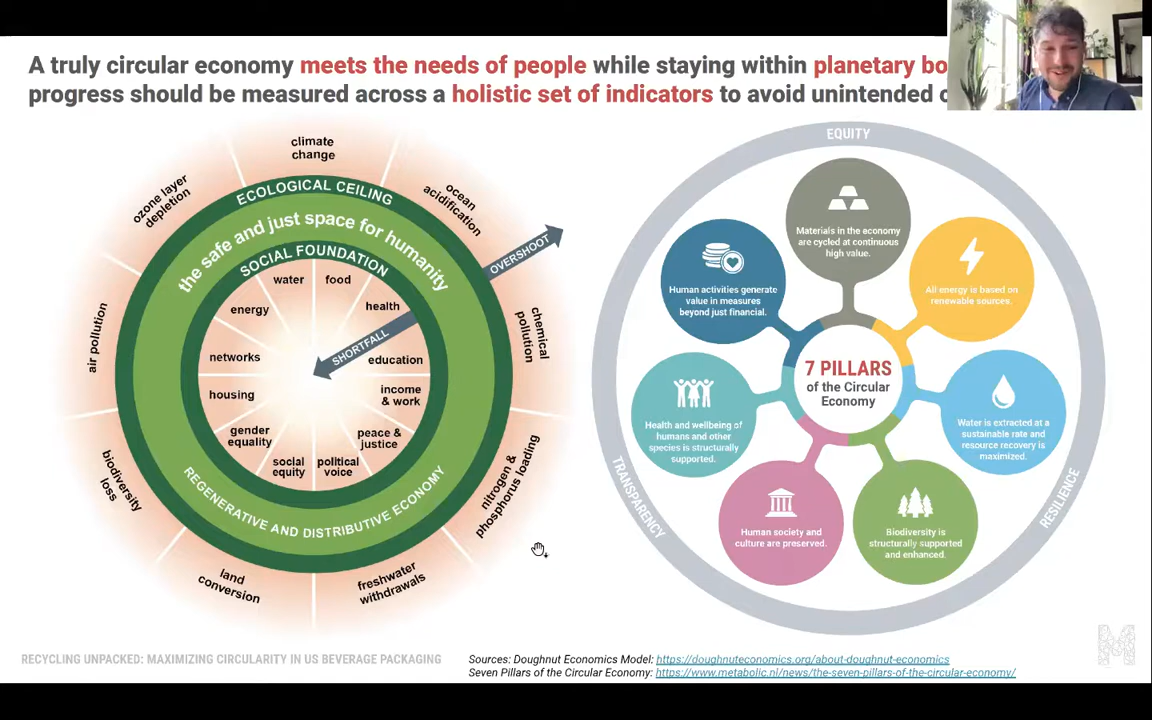 A truly circular economy meets the needs of people while staying within planetary
progress should be measured across a holistic set of indicators to avoid unintended
climate
change
ozone layer
depletion
ocean
acidification
air pollution
chemical
pollution
biodiversity
loss
nitrogen &
phosphorus loading
land
conversion
freshwater
withdrawals
ECOLOGICAL CEILING
the safe and just space for humanity
SOCIAL FOUNDATION
OVERSHOOT
SHORTFALL
water
food
energy
health
networks
education
housing
income
& work
gender
equality
peace &
justice
social
equity
political
voice
REGENERATIVE AND DISTRIBUTIVE ECONOMY
EQUITY
Materials in the economy
are cycled at continuous
high value.
Human activities generate
value in measures
beyond just financial.
All energy is based on
renewable sources.
7 PILLARS
of the Circular
Economy
Health and wellbeing of
humans and other
species is structurally
supported.
Water is extracted at a
sustainable rate and
resource recovery is
maximized.
Human society and
culture are preserved.
Biodiversity is
structurally supported
and enhanced.
TRANSPARENCY
RESILIENCE
M
RECYCLING UNPACKED: MAXIMIZING CIRCULARITY IN US BEVERAGE PACKAGING
Sources: Doughnut Economics Model: https://doughnuteconomics.org/about-doughnut-economics
Seven Pillars of the Circular Economy: https://www.metabolic.nl/news/the-seven-pillars-of-the-circular-economy/